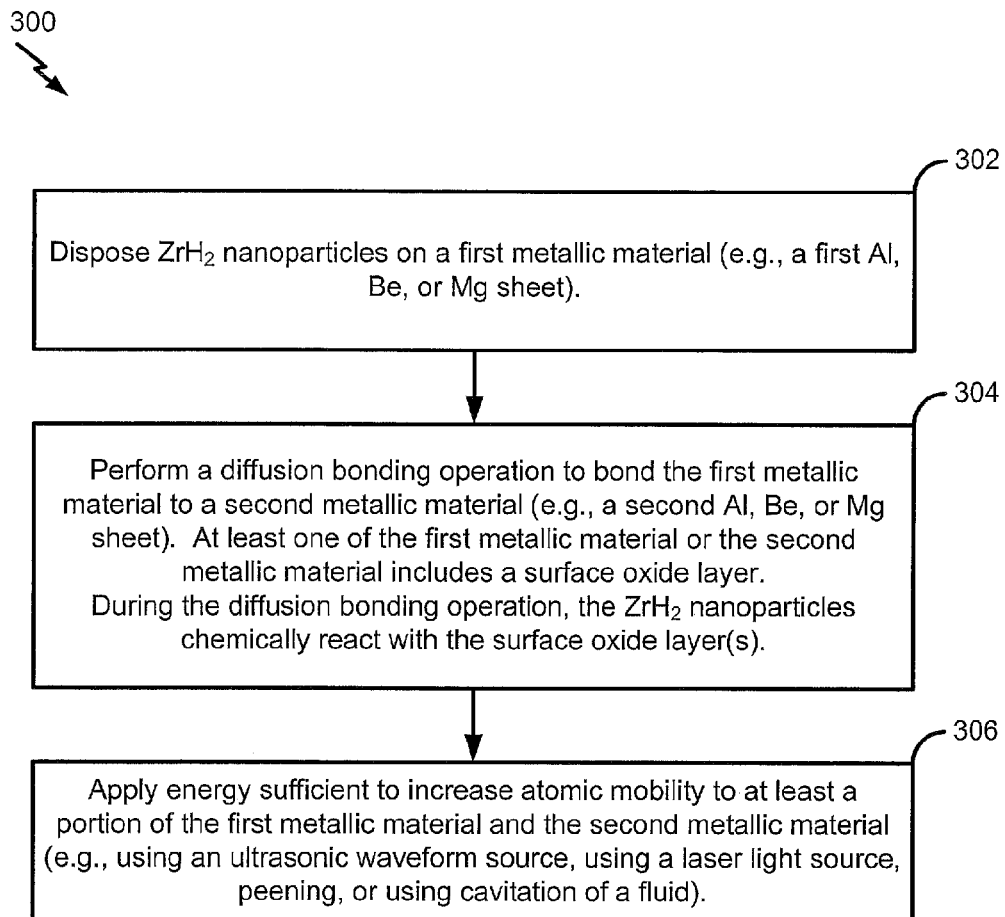 300
302
Dispose ZrH₂ nanoparticles on a first metallic material (e.g., a first Al,
Be, or Mg sheet).
304
Perform a diffusion bonding operation to bond the first metallic
material to a second metallic material (e.g., a second Al, Be, or Mg
sheet). At least one of the first metallic material or the second
metallic material includes a surface oxide layer.
During the diffusion bonding operation, the ZrH₂ nanoparticles
chemically react with the surface oxide layer(s).
306
Apply energy sufficient to increase atomic mobility to at least a
portion of the first metallic material and the second metallic material
(e.g., using an ultrasonic waveform source, using a laser light source,
peening, or using cavitation of a fluid).